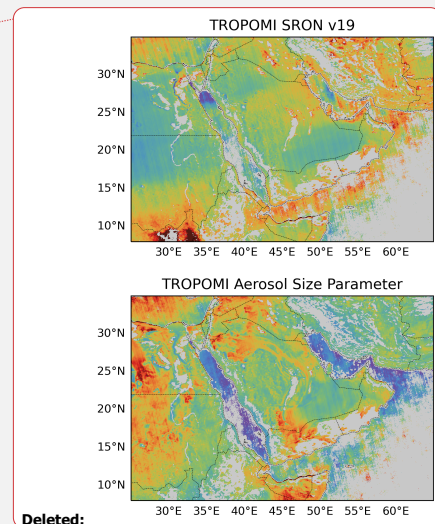 TROPOMI SRON v19
30°N
25°N
20°N
15°N
10°N
30°E 35°E 40°E 45°E 50°E 55°E 60°E
TROPOMI Aerosol Size Parameter
30°N
25°N
20°N
15°N
10°N
30°E 35°E 40°E 45°E 50°E 55°E 60°E
Deleted: